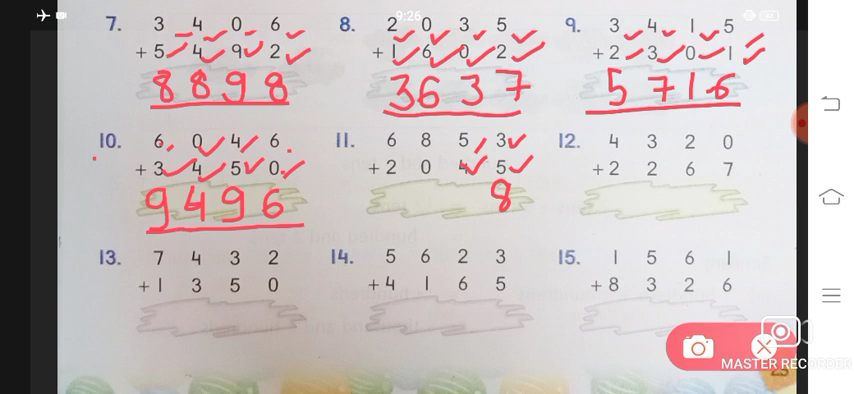 9:26
7. 3 4 0 6 8. 2 0 3 5 9. 3 4 1 5
+ 5 4 9 2 + 1 6 0 2 + 2 3 0 1
8 8 9 8 3 6 3 7 5 7 1 6
10. 6 0 4 6 11. 6 8 5 3 12. 4 3 2 0
+ 3 4 5 0 + 2 0 4 5 + 2 2 6 7
9 4 9 6 8
13. 7 4 3 2 14. 5 6 2 3 15. 1 5 6 1
+ 1 3 5 0 + 4 1 6 5 + 8 3 2 6
MASTER RECORDER